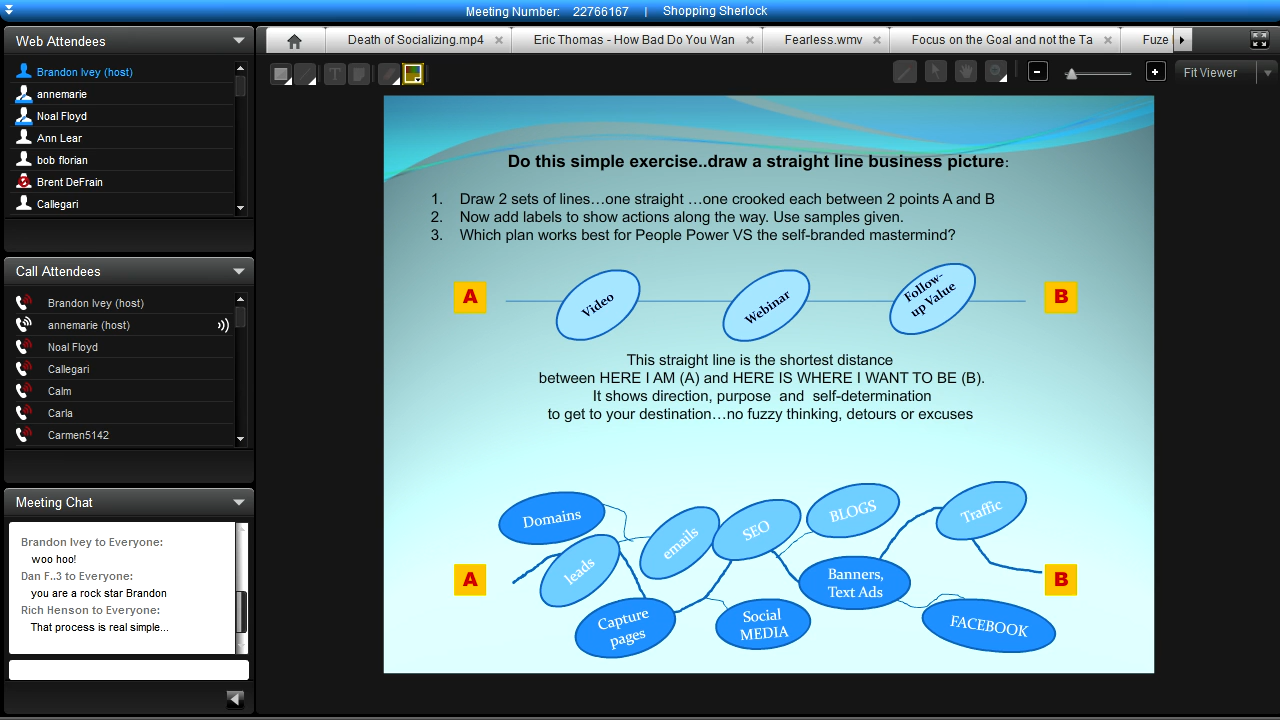 Meeting Number: 22766167 | Shopping Sherlock
Web Attendees
Brandon Ivey (host)
annemarie
Noal Floyd
Ann Lear
bob florian
Brent DeFrain
Callegari
Call Attendees
Brandon Ivey (host)
annemarie (host)
Noal Floyd
Callegari
Calm
Carla
Carmen5142
Meeting Chat
Brandon Ivey to Everyone:
woo hoo!
Dan F..3 to Everyone:
you are a rock star Brandon
Rich Henson to Everyone:
That process is real simple...
Death of Socializing.mp4
Eric Thomas - How Bad Do You Wan
Fearless.wmv
Focus on the Goal and not the Ta
Fuze
Fit Viewer
Do this simple exercise..draw a straight line business picture:
1. Draw 2 sets of lines…one straight …one crooked each between 2 points A and B
2. Now add labels to show actions along the way. Use samples given.
3. Which plan works best for People Power VS the self-branded mastermind?
A
Video
Webinar
Follow-
up Value
B
This straight line is the shortest distance
between HERE I AM (A) and HERE IS WHERE I WANT TO BE (B).
It shows direction, purpose and self-determination
to get to your destination…no fuzzy thinking, detours or excuses
Domains
emails
SEO
BLOGS
Traffic
A
leads
Banners,
Text Ads
B
Capture
pages
Social
MEDIA
FACEBOOK